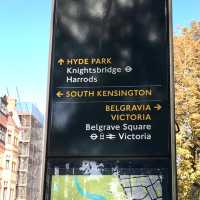 ↑ HYDE PARK
Knightsbridge
Harrods
← SOUTH KENSINGTON
BELGRAVIA →
VICTORIA
Belgrave Square
Victoria